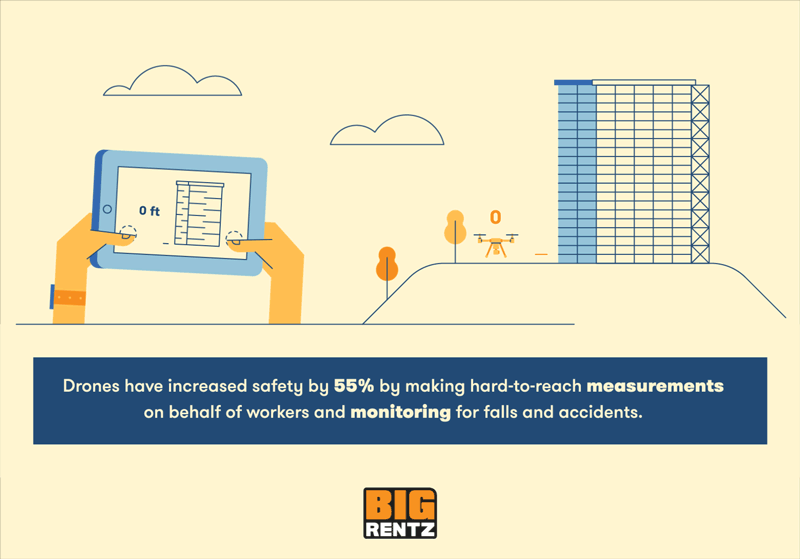 0 ft
0
Drones have increased safety by 55% by making hard-to-reach measurements
on behalf of workers and monitoring for falls and accidents.
BIG
RENTZ